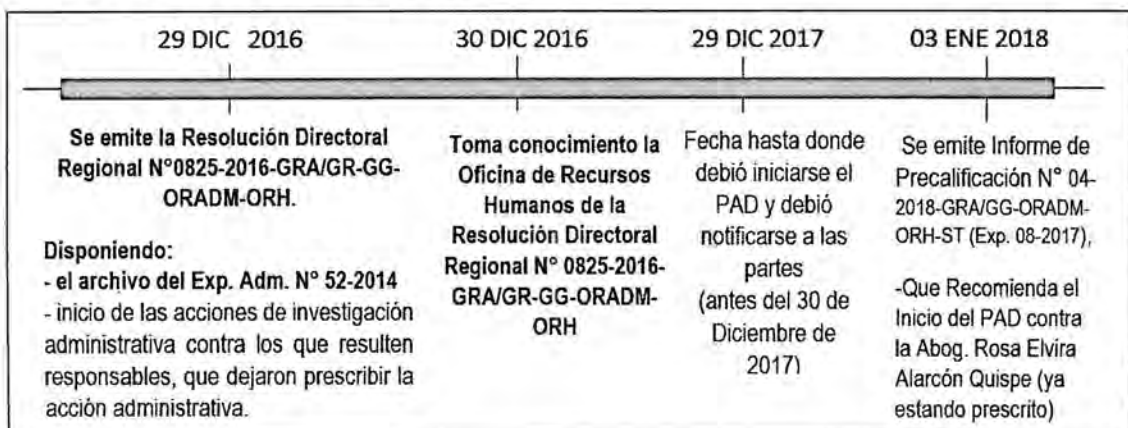 29 DIC 2016
30 DIC 2016
29 DIC 2017
03 ENE 2018
Se emite la Resolución Directoral
Regional N°0825-2016-GRA/GR-GG-
ORADM-ORH.
Disponiendo:
- el archivo del Exp. Adm. N° 52-2014
- inicio de las acciones de investigación
administrativa contra los que resulten
responsables, que dejaron prescribir la
acción administrativa.
Toma conocimiento la
Oficina de Recursos
Humanos de la
Resolución Directoral
Regional N° 0825-2016-
GRA/GR-GG-ORADM-
ORH
Fecha hasta donde
debió iniciarse el
PAD y debió
notificarse a las
partes
(antes del 30 de
Diciembre de
2017)
Se emite Informe de
Precalificación N° 04-
2018-GRA/GG-ORADM-
ORH-ST (Exp. 08-2017),
-Que Recomienda el
Inicio del PAD contra
la Abog. Rosa Elvira
Alarcón Quispe (ya
estando prescrito)